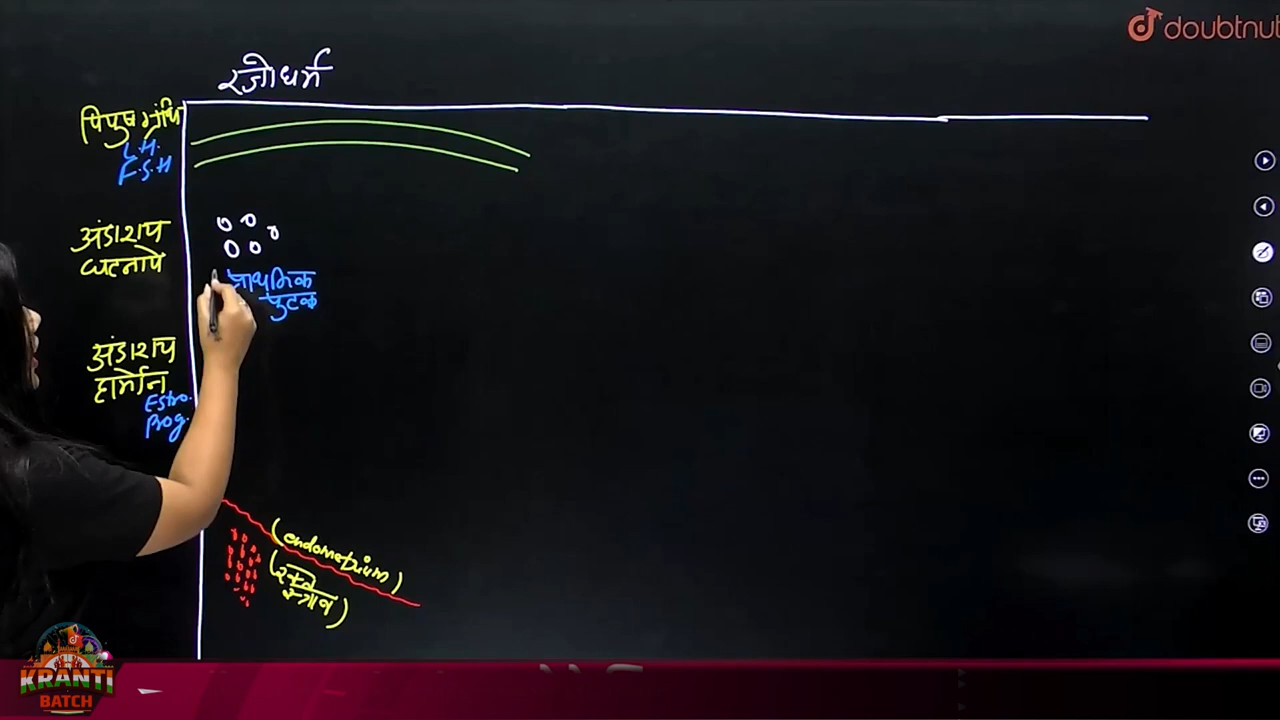 doubtnut
रजोधर्म
पियुष ग्रंथि
L.H.
F.S.H
अंडाशय
घटनाये
प्राथमिक
पुटक
अंडाशय
हार्मोन
Estro.
Prog.
(endometrium)
(रक्त
स्त्राव)
KRANTI
BATCH